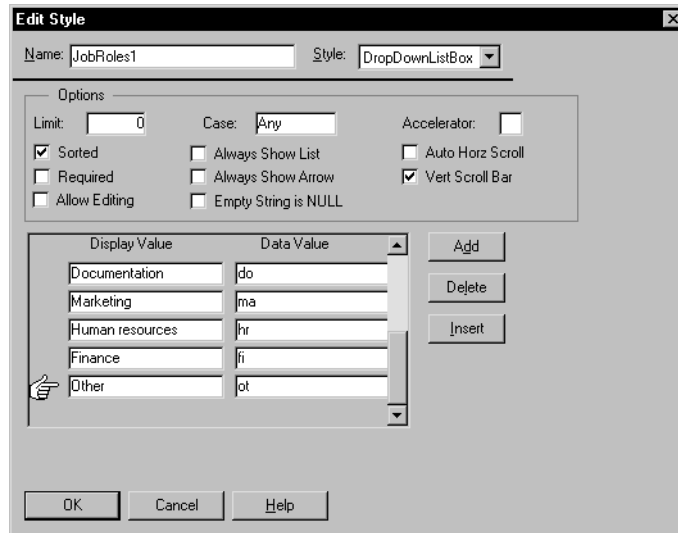 Edit Style
Name: JobRoles1 Style: DropDownListBox
Options
Limit: 0 Case: Any Accelerator:
Sorted Always Show List Auto Horz Scroll
Required Always Show Arrow Vert Scroll Bar
Allow Editing Empty String is NULL
Display Value Data Value Add
Documentation do
Marketing ma Delete
Human resources hr Insert
Finance fi
Other ot
OK Cancel Help